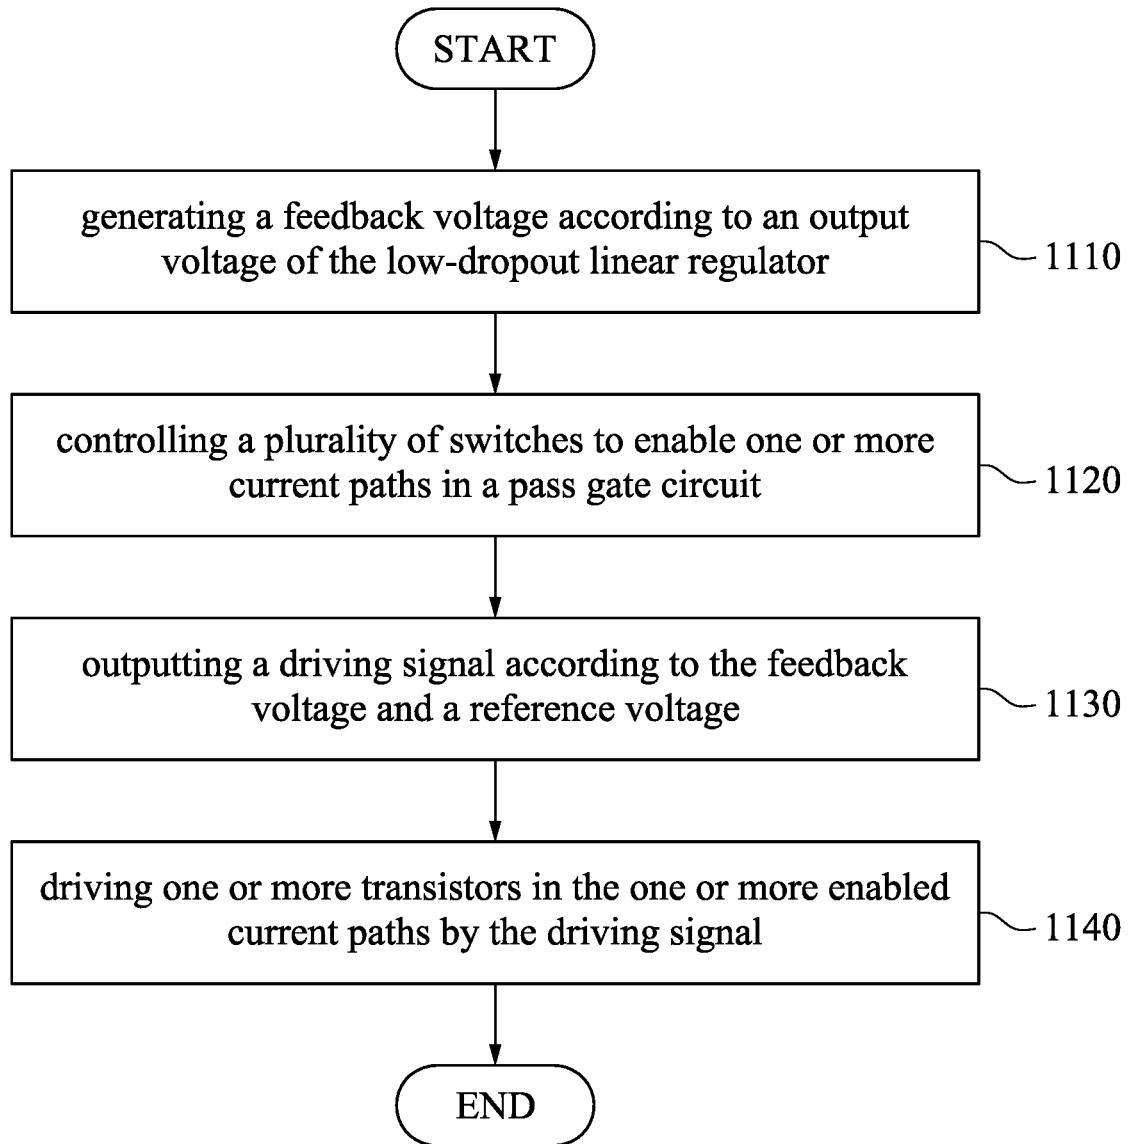 START
generating a feedback voltage according to an output
voltage of the low-dropout linear regulator
1110
controlling a plurality of switches to enable one or more
current paths in a pass gate circuit
1120
outputting a driving signal according to the feedback
voltage and a reference voltage
1130
driving one or more transistors in the one or more enabled
current paths by the driving signal
1140
END